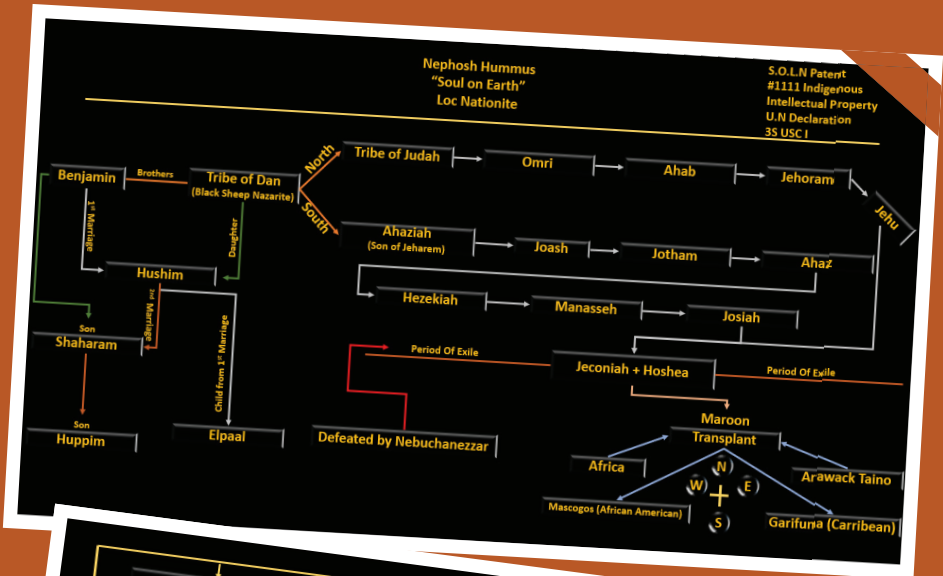 Nephosh Hummus
"Soul on Earth"
Loc Nationite
S.O.L.N Patent
#1111 Indigenous
Intellectual Property
U.N Declaration
3S USC I
Benjamin
Brothers
Tribe of Dan
(Black Sheep Nazarite)
North
South
Tribe of Judah
Omri
Ahab
Jehoram
Jehu
1st Marriage
Daughter
Ahaziah
(Son of Jeharem)
Joash
Jotham
Ahaz
Hushim
2nd Marriage
Child from 1st Marriage
Hezekiah
Manasseh
Josiah
Son
Shaharam
Period Of Exile
Jeconiah + Hoshea
Period Of Exile
Son
Huppim
Elpaal
Defeated by Nebuchanezzar
Maroon
Transplant
Africa
Arawack Taino
N
W
E
S
Mascogos (African American)
Garifuna (Carribean)